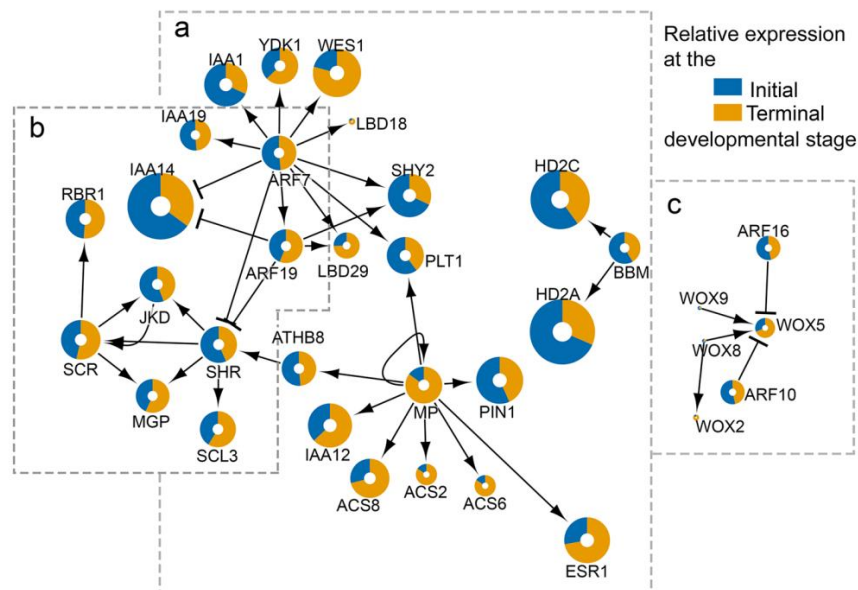 a
YDK1
WES1
IAA1
Relative expression
at the
Initial
Terminal
developmental stage
b
IAA19
LBD18
IAA14
ARF7
SHY2
HD2C
RBR1
c
ARF16
ARF19
LBD29
PLT1
BBM
JKD
HD2A
WOX9
WOX5
ATHB8
WOX8
SCR
SHR
MP
PIN1
ARF10
MGP
WOX2
SCL3
IAA12
ACS8
ACS2
ACS6
ESR1